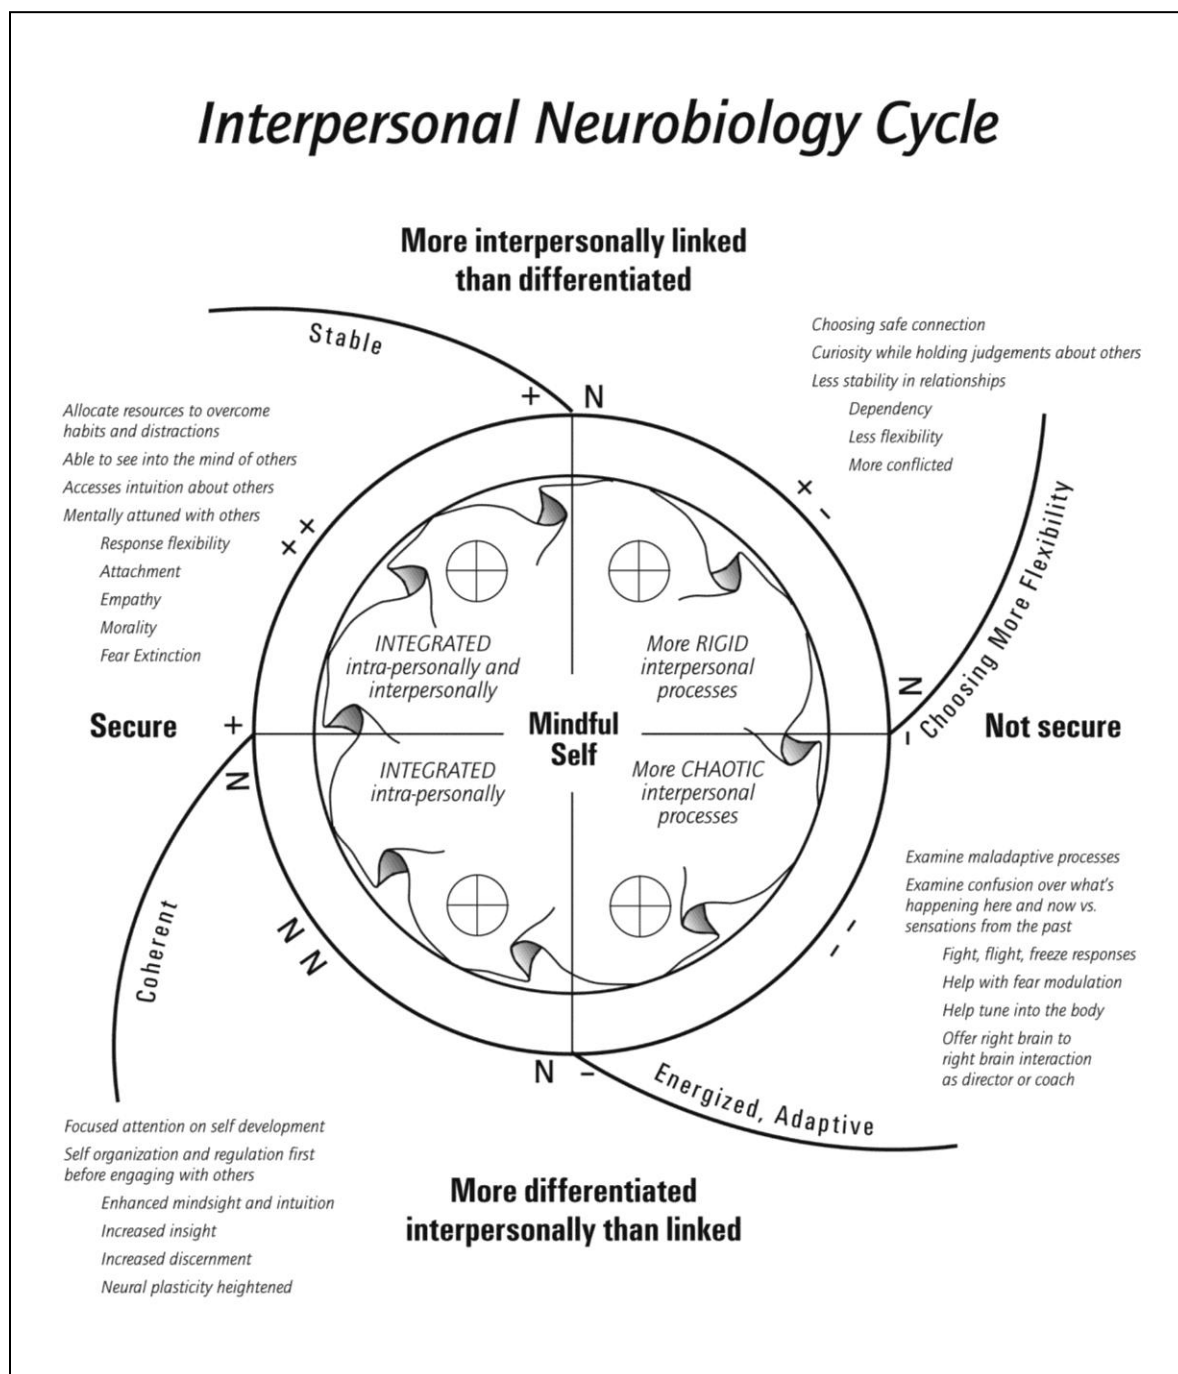 Interpersonal Neurobiology Cycle
More interpersonally linked
than differentiated
Stable
+ N
Choosing safe connection
Curiosity while holding judgements about others
Less stability in relationships
Dependency
Less flexibility
More conflicted
+ -
Choosing More Flexibility
Allocate resources to overcome
habits and distractions
Able to see into the mind of others
Accesses intuition about others
Mentally attuned with others
Response flexibility
Attachment
Empathy
Morality
Fear Extinction
+ +
INTEGRATED
intra-personally and
interpersonally
More RIGID
interpersonal
processes
Secure
+
N
Mindful
Self
N
-
Not secure
INTEGRATED
intra-personally
More CHAOTIC
interpersonal
processes
Coherent
N N
Examine maladaptive processes
Examine confusion over what's
happening here and now vs.
sensations from the past
Fight, flight, freeze responses
Help with fear modulation
Help tune into the body
Offer right brain to
right brain interaction
as director or coach
- -
N -
Energized, Adaptive
Focused attention on self development
Self organization and regulation first
before engaging with others
Enhanced mindsight and intuition
Increased insight
Increased discernment
Neural plasticity heightened
More differentiated
interpersonally than linked